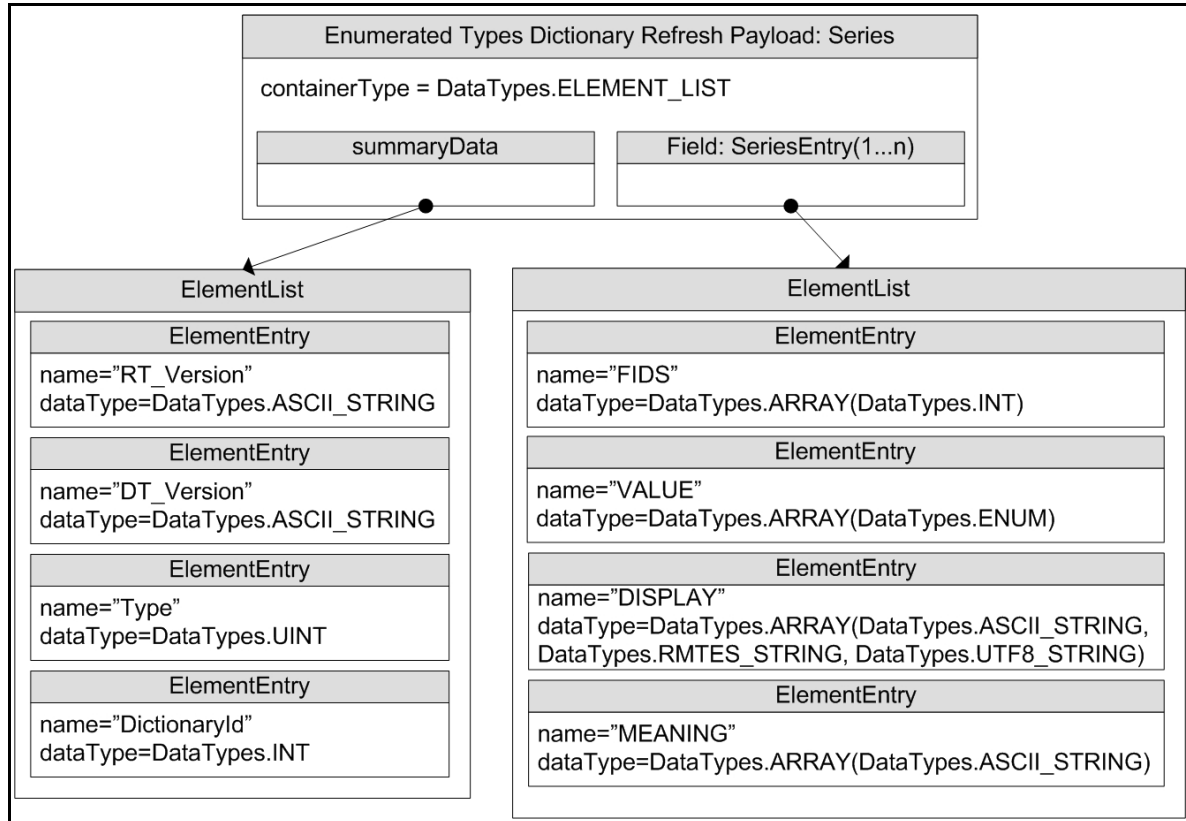 Enumerated Types Dictionary Refresh Payload: Series
containerType = DataTypes.ELEMENT_LIST
summaryData
Field: SeriesEntry(1...n)
ElementList
ElementEntry
name=”RT_Version”
dataType=DataTypes.ASCII_STRING
ElementEntry
name=”DT_Version”
dataType=DataTypes.ASCII_STRING
ElementEntry
name=”Type”
dataType=DataTypes.UINT
ElementEntry
name=”DictionaryId”
dataType=DataTypes.INT
ElementList
ElementEntry
name=”FIDS”
dataType=DataTypes.ARRAY(DataTypes.INT)
ElementEntry
name=”VALUE”
dataType=DataTypes.ARRAY(DataTypes.ENUM)
ElementEntry
name=”DISPLAY”
dataType=DataTypes.ARRAY(DataTypes.ASCII_STRING,
DataTypes.RMTES_STRING, DataTypes.UTF8_STRING)
ElementEntry
name=”MEANING”
dataType=DataTypes.ARRAY(DataTypes.ASCII_STRING)